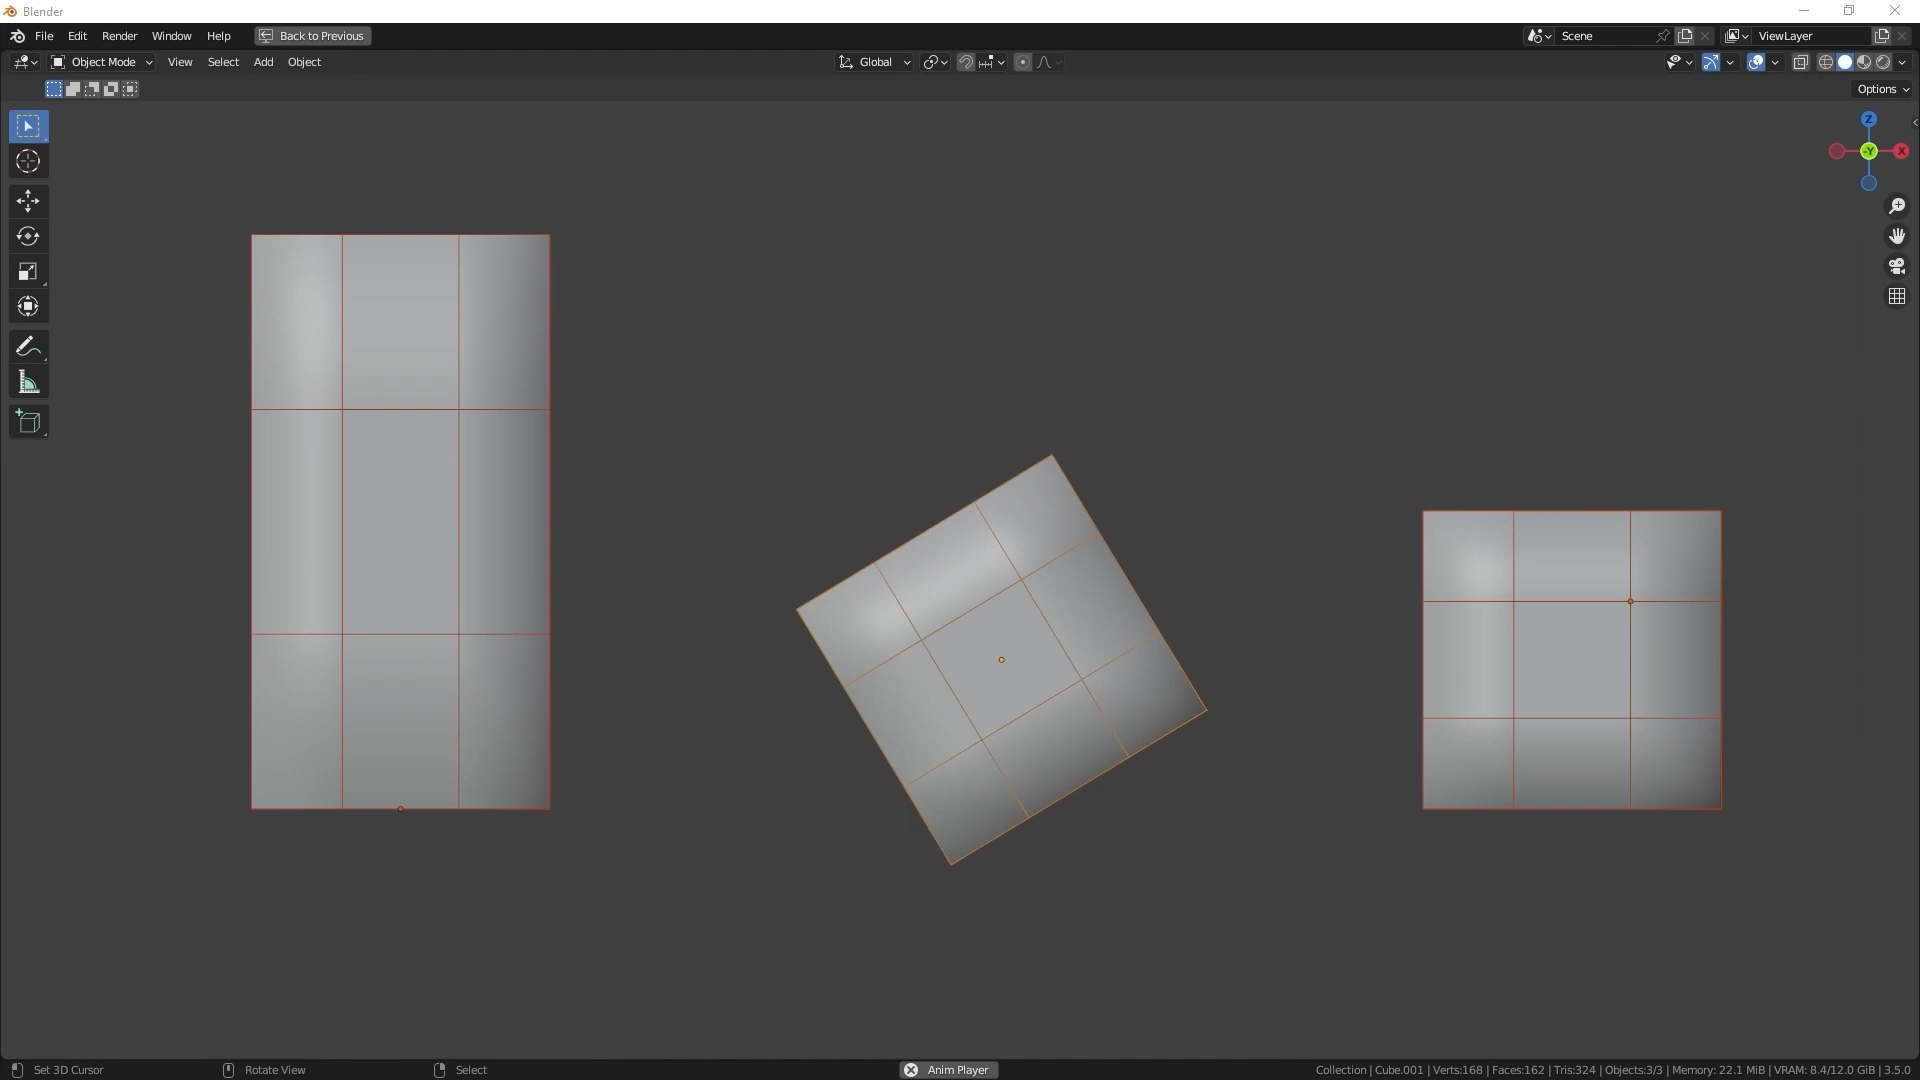 Blender
File Edit Render Window Help Back to Previous Scene ViewLayer
Object Mode View Select Add Object Global
Options
Z
-Y X
Set 3D Cursor Rotate View Select Anim Player Collection | Cube.001 | Verts:168 | Faces:162 | Tris:324 | Objects:3/3 | Memory: 22.1 MiB | VRAM: 8.4/12.0 GiB | 3.5.0